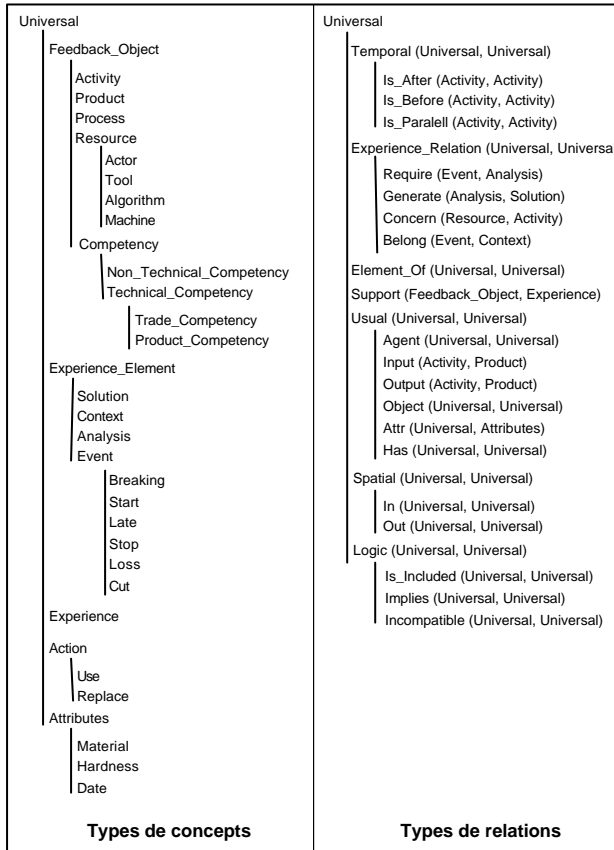 Universal
Feedback_Object
Activity
Product
Process
Resource
Actor
Tool
Algorithm
Machine
Competency
Non_Technical_Competency
Technical_Competency
Trade_Competency
Product_Competency
Experience_Element
Solution
Context
Analysis
Event
Breaking
Start
Late
Stop
Loss
Cut
Experience
Action
Use
Replace
Attributes
Material
Hardness
Date
Types de concepts
Universal
Temporal (Universal, Universal)
Is_After (Activity, Activity)
Is_Before (Activity, Activity)
Is_Paralell (Activity, Activity)
Experience_Relation (Universal, Universa
Require (Event, Analysis)
Generate (Analysis, Solution)
Concern (Resource, Activity)
Belong (Event, Context)
Element_Of (Universal, Universal)
Support (Feedback_Object, Experience)
Usual (Universal, Universal)
Agent (Universal, Universal)
Input (Activity, Product)
Output (Activity, Product)
Object (Universal, Universal)
Attr (Universal, Attributes)
Has (Universal, Universal)
Spatial (Universal, Universal)
In (Universal, Universal)
Out (Universal, Universal)
Logic (Universal, Universal)
Is_Included (Universal, Universal)
Implies (Universal, Universal)
Incompatible (Universal, Universal)
Types de relations